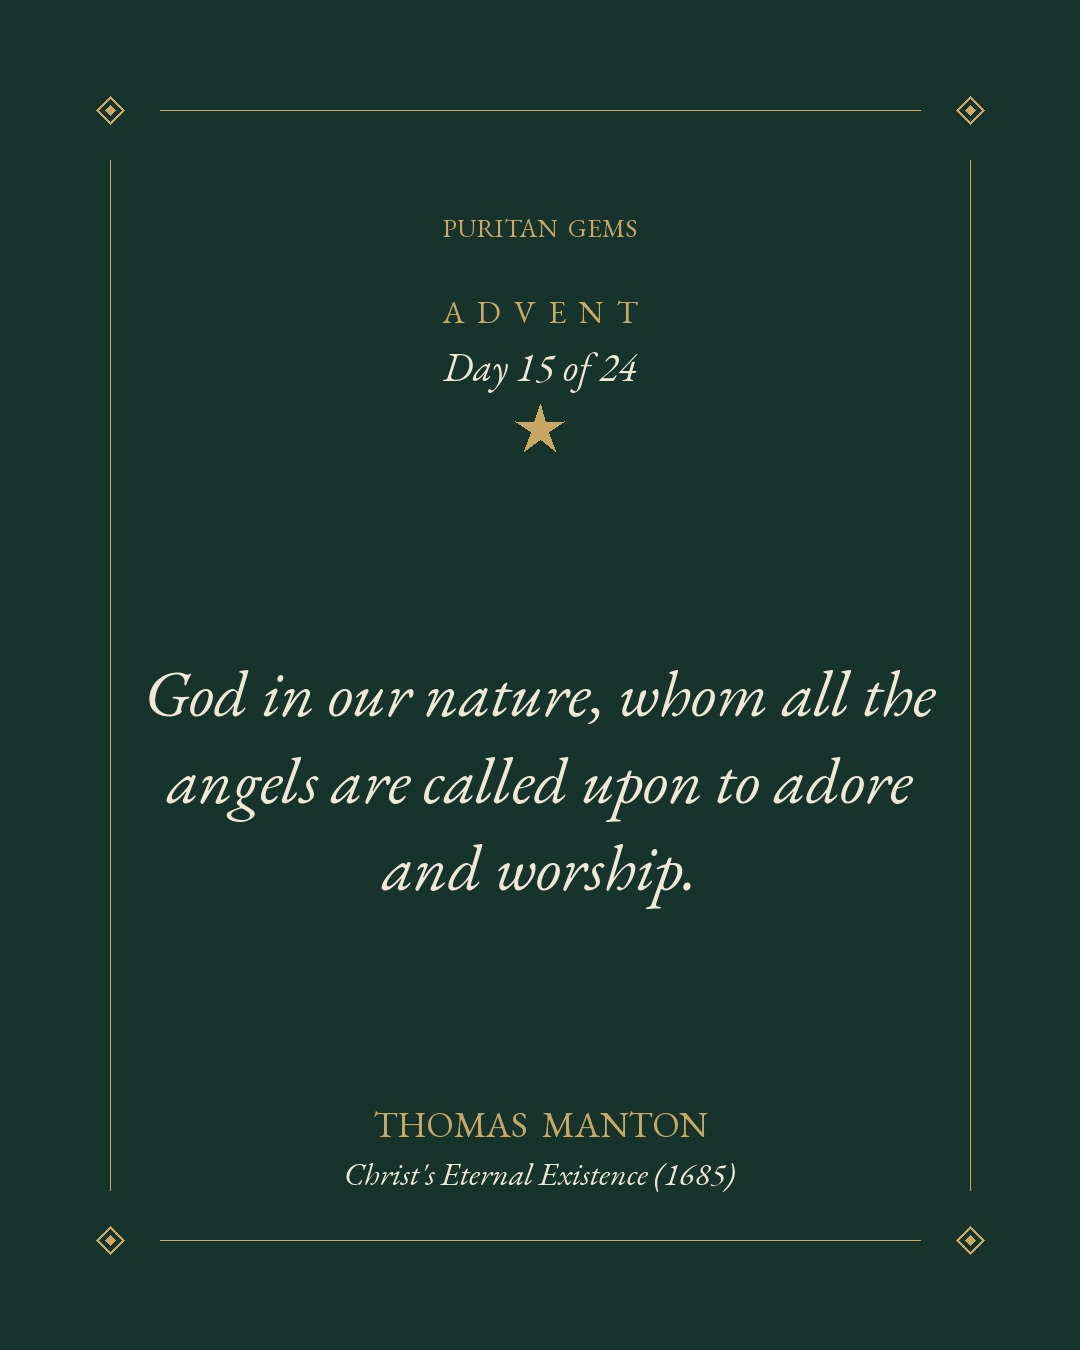 PURITAN GEMS
ADVENT
Day 15 of 24
God in our nature, whom all the
angels are called upon to adore
and worship.
THOMAS MANTON
Christ's Eternal Existence (1685)